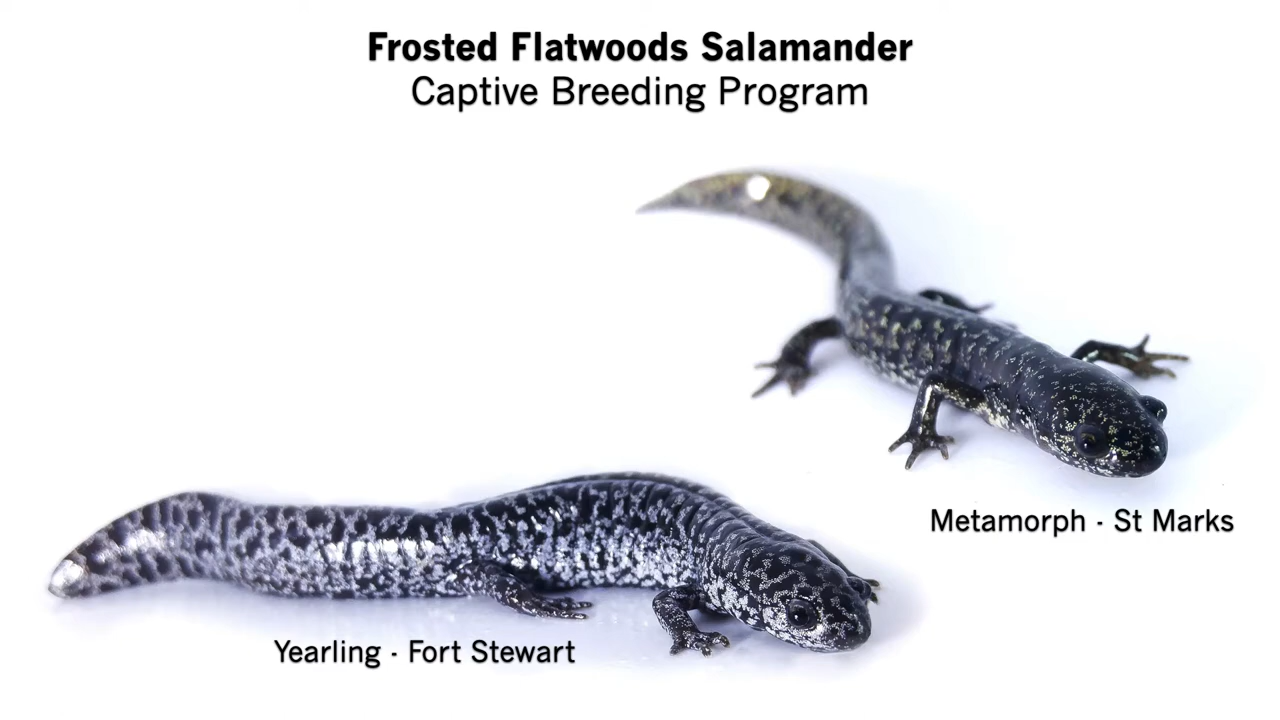 Frosted Flatwoods Salamander
Captive Breeding Program
Metamorph - St Marks
Yearling - Fort Stewart